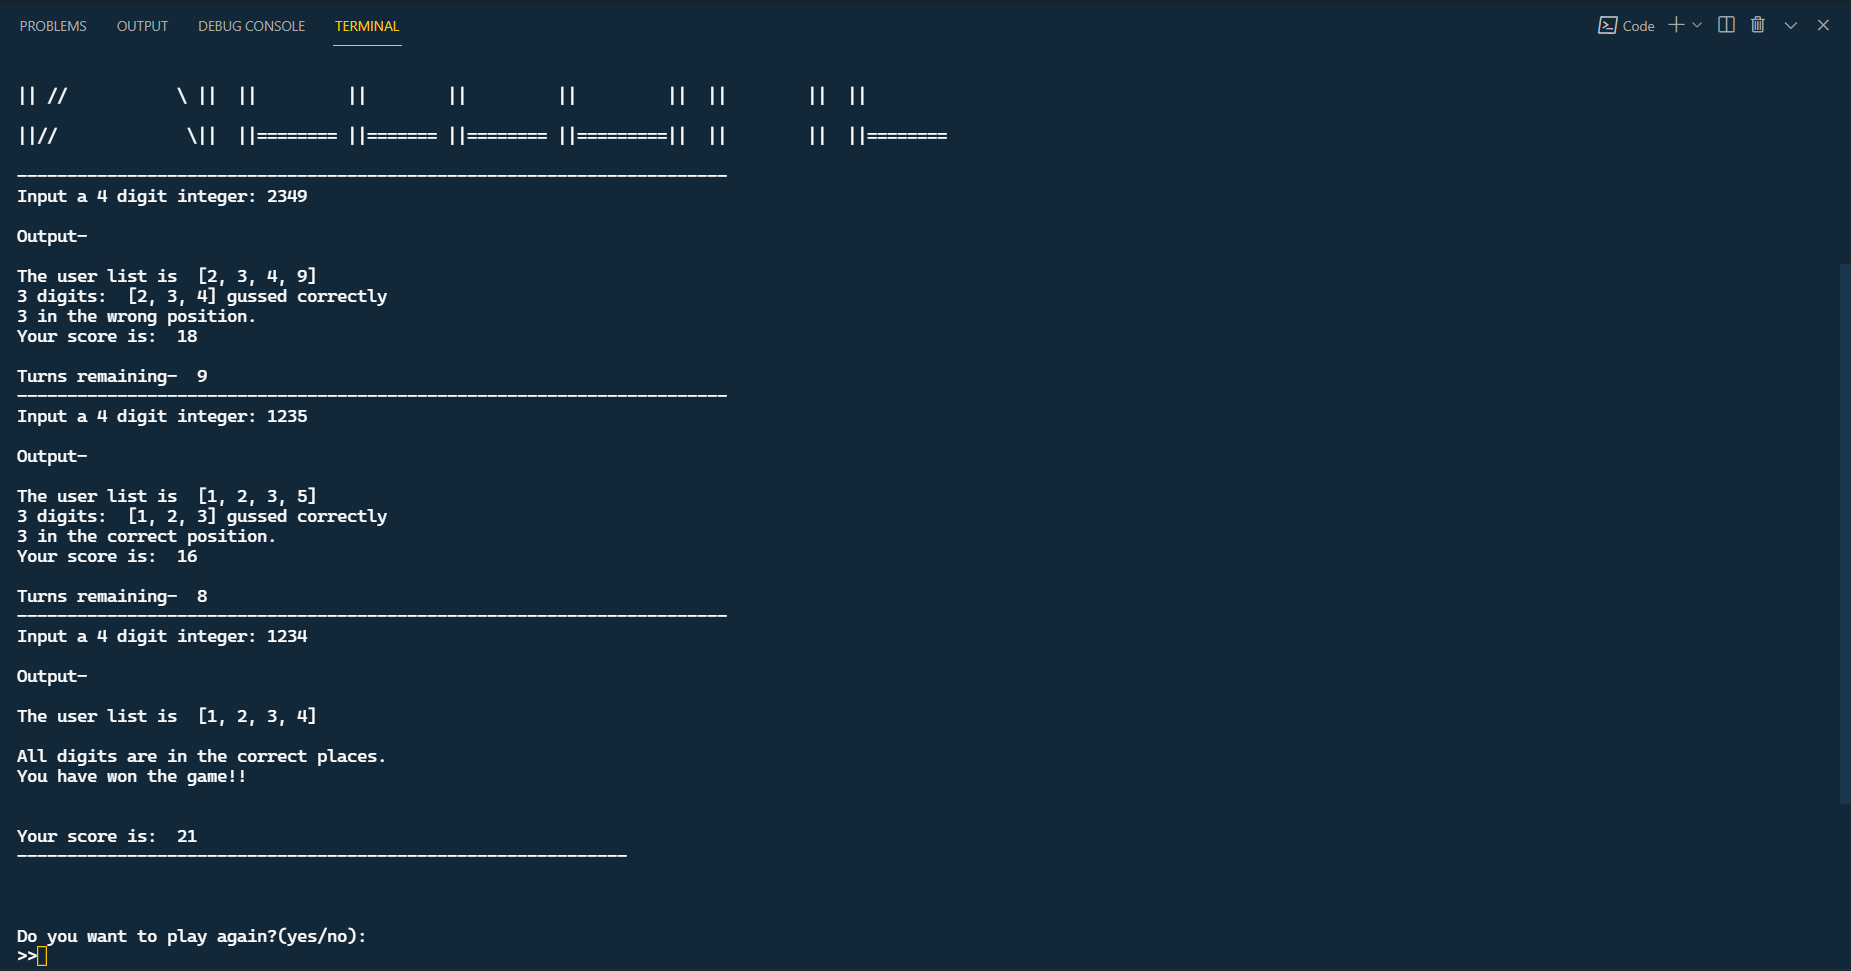 PROBLEMS OUTPUT DEBUG CONSOLE TERMINAL Code
|| //           \ ||  ||         ||        ||         ||         ||  ||        ||  ||
||//             \||  ||======== ||======= ||======== ||=========||  ||        ||  ||========
-----------------------------------------------------------------------
Input a 4 digit integer: 2349
Output-
The user list is  [2, 3, 4, 9]
3 digits:  [2, 3, 4] gussed correctly
3 in the wrong position.
Your score is:  18
Turns remaining-  9
-----------------------------------------------------------------------
Input a 4 digit integer: 1235
Output-
The user list is  [1, 2, 3, 5]
3 digits:  [1, 2, 3] gussed correctly
3 in the correct position.
Your score is:  16
Turns remaining-  8
-----------------------------------------------------------------------
Input a 4 digit integer: 1234
Output-
The user list is  [1, 2, 3, 4]
All digits are in the correct places.
You have won the game!!
Your score is:  21
-------------------------------------------------------------
Do you want to play again?(yes/no):
>>